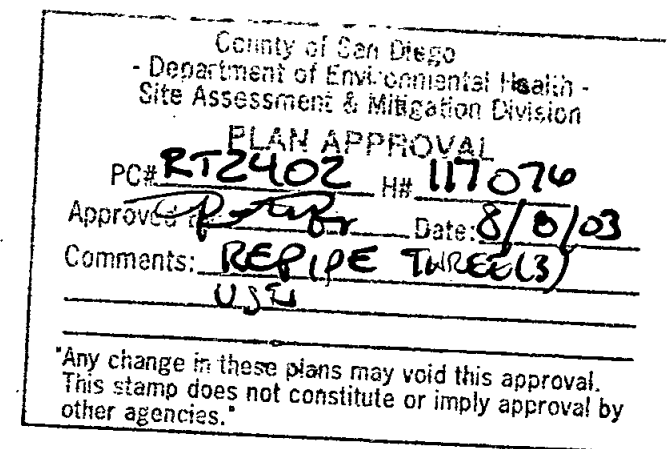 County of San Diego
- Department of Environmental Health -
Site Assessment & Mitigation Division
PLAN APPROVAL
PC# RT2402 H# 117076
Approved by: Date: 8/8/03
Comments: REPIPE THREE (3)
"Any change in these plans may void this approval.
This stamp does not constitute or imply approval by
other agencies."